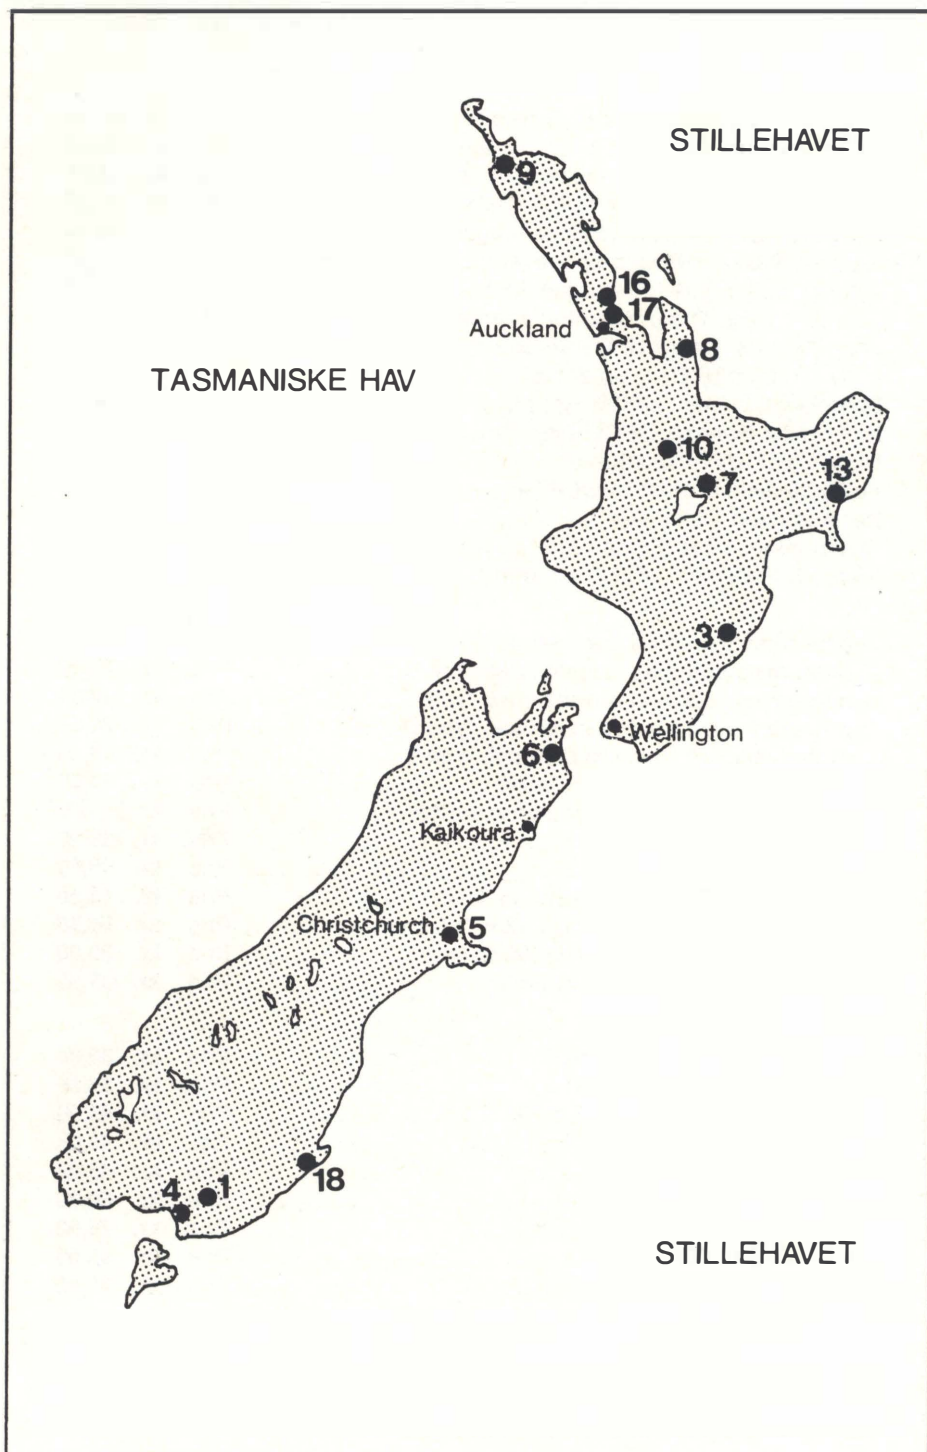 STILLEHAVET
9
16
17
Auckland
8
TASMANISKE HAV
10
13
7
3
Wellington
6
Kaikoura
Christchurch 5
18
4 1
STILLEHAVET